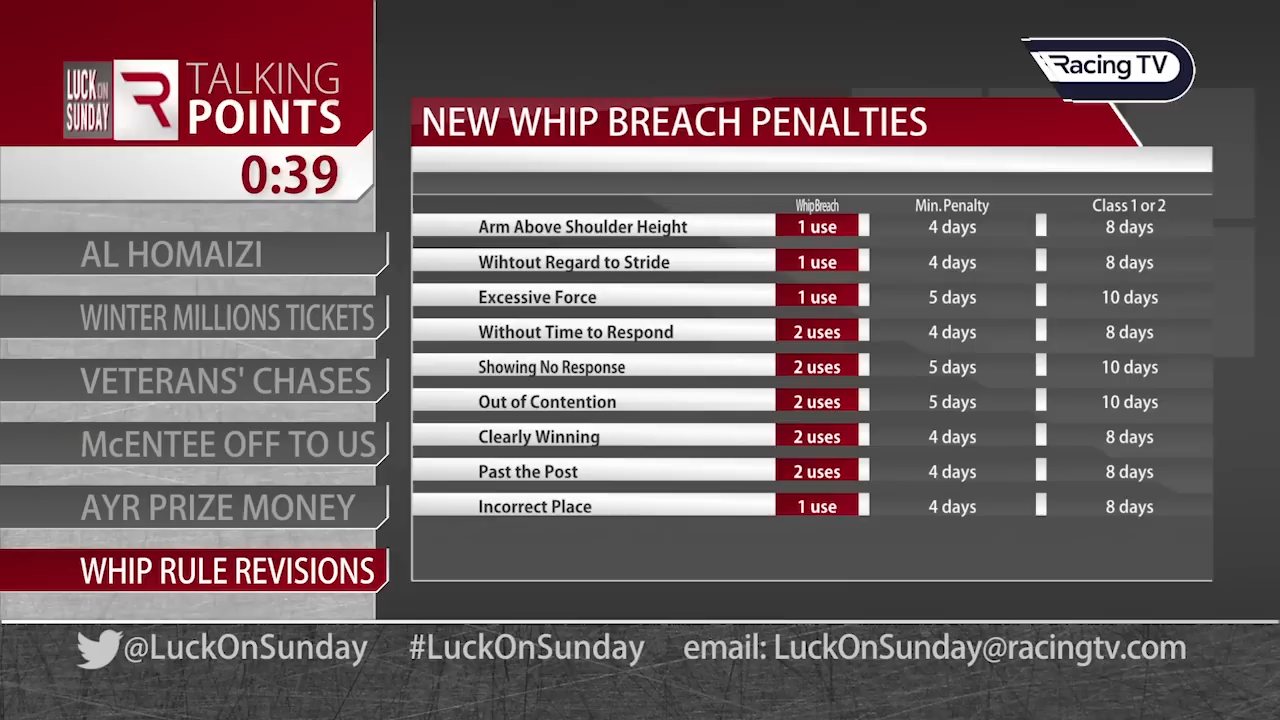 LUCK ON SUNDAY
TALKING POINTS
0:39
AL HOMAIZI
WINTER MILLIONS TICKETS
VETERANS' CHASES
McENTEE OFF TO US
AYR PRIZE MONEY
WHIP RULE REVISIONS
Racing TV
NEW WHIP BREACH PENALTIES
Whip Breach Min. Penalty Class 1 or 2
Arm Above Shoulder Height 1 use 4 days 8 days
Wihtout Regard to Stride 1 use 4 days 8 days
Excessive Force 1 use 5 days 10 days
Without Time to Respond 2 uses 4 days 8 days
Showing No Response 2 uses 5 days 10 days
Out of Contention 2 uses 5 days 10 days
Clearly Winning 2 uses 4 days 8 days
Past the Post 2 uses 4 days 8 days
Incorrect Place 1 use 4 days 8 days
@LuckOnSunday #LuckOnSunday email: LuckOnSunday@racingtv.com